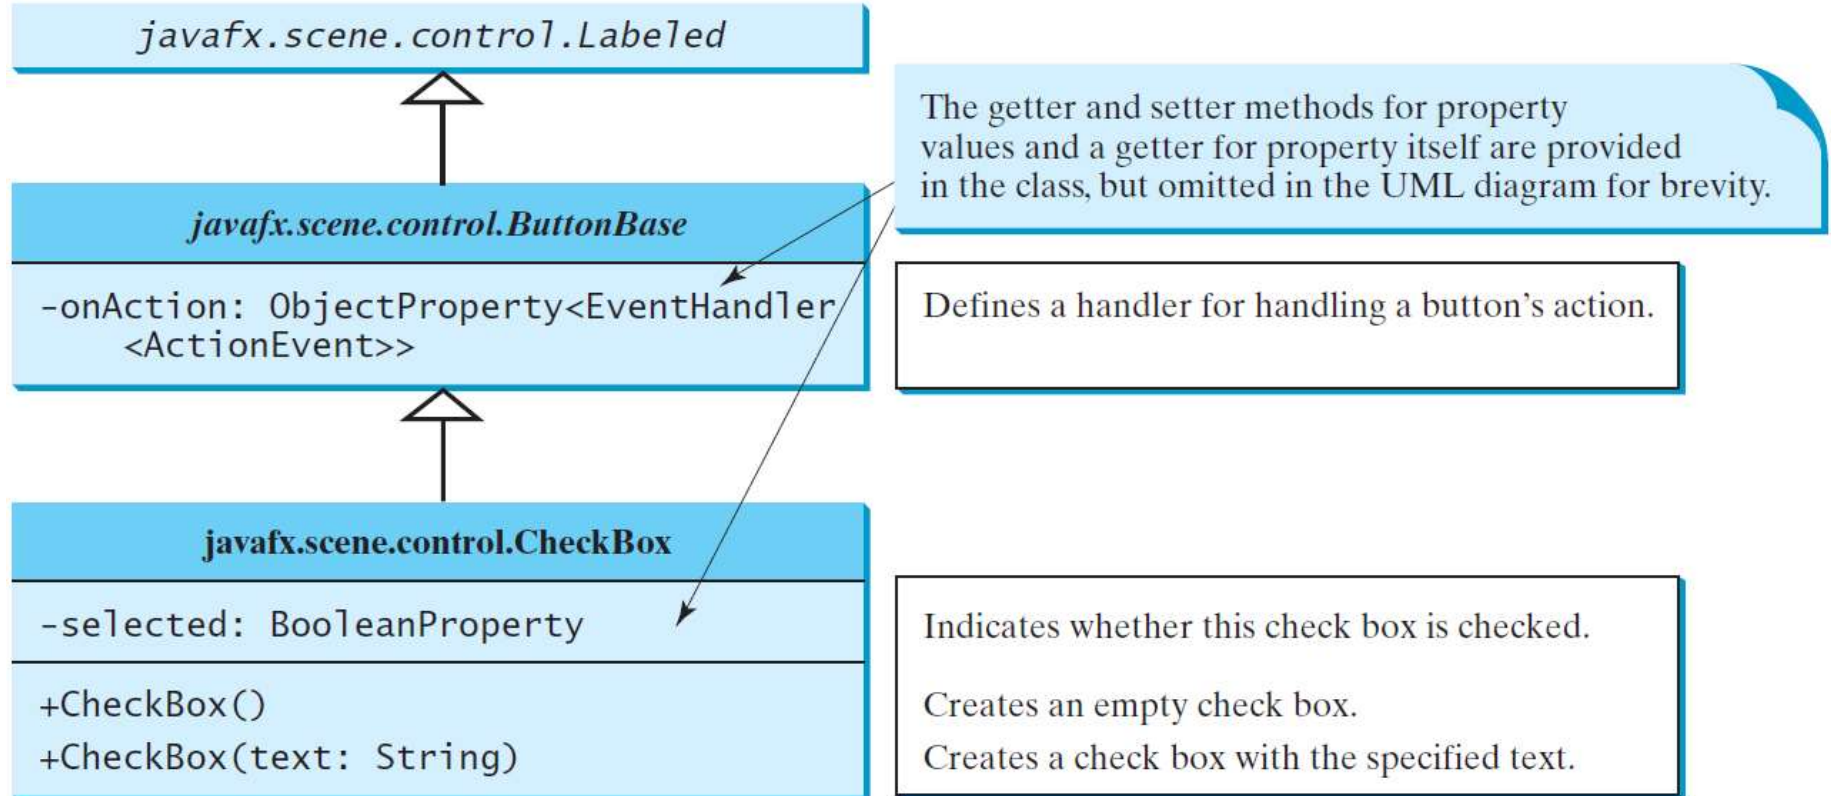 javafx.scene.control.Labeled
The getter and setter methods for property
values and a getter for property itself are provided
in the class, but omitted in the UML diagram for brevity.
javafx.scene.control.ButtonBase
-onAction: ObjectProperty<EventHandler
<ActionEvent>>
Defines a handler for handling a button’s action.
javafx.scene.control.CheckBox
-selected: BooleanProperty
Indicates whether this check box is checked.
+CheckBox()
Creates an empty check box.
+CheckBox(text: String)
Creates a check box with the specified text.